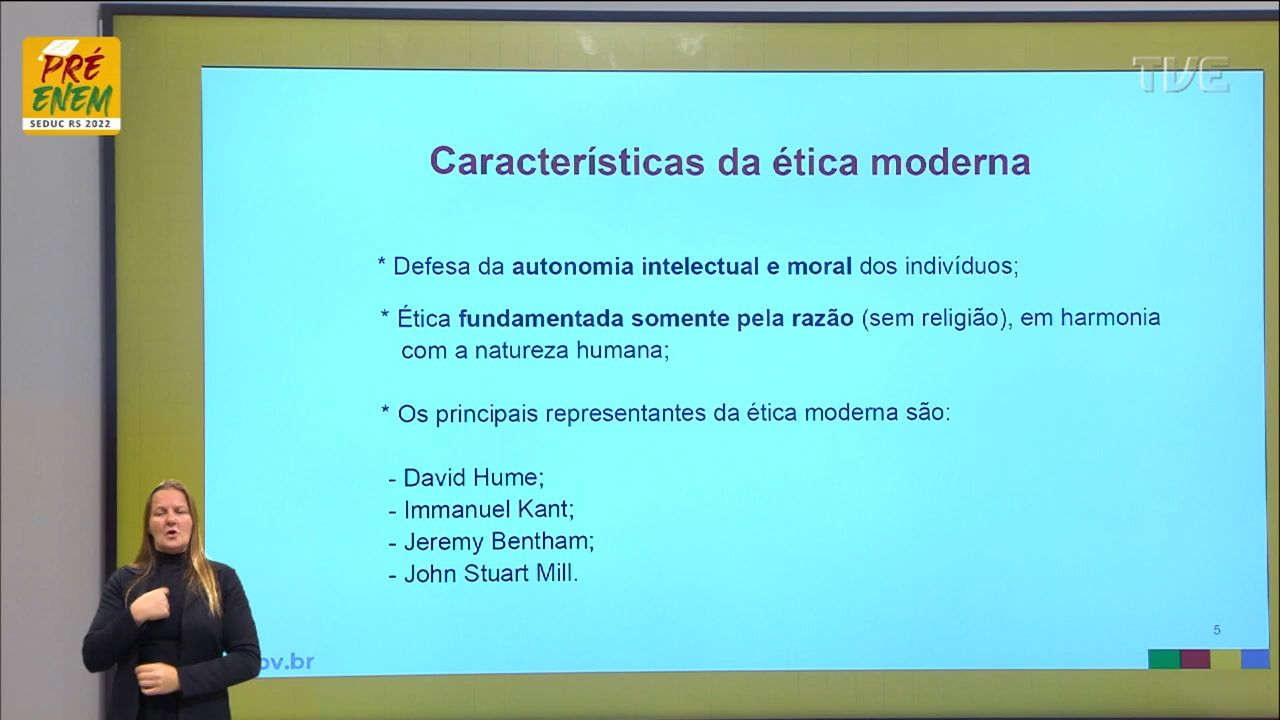 PRÉ
ENEM
SEDUC RS 2022
TVE
Características da ética moderna
* Defesa da autonomia intelectual e moral dos indivíduos;
* Ética fundamentada somente pela razão (sem religião), em harmonia
com a natureza humana;
* Os principais representantes da ética moderna são:
- David Hume;
- Immanuel Kant;
- Jeremy Bentham;
- John Stuart Mill.
5
ov.br